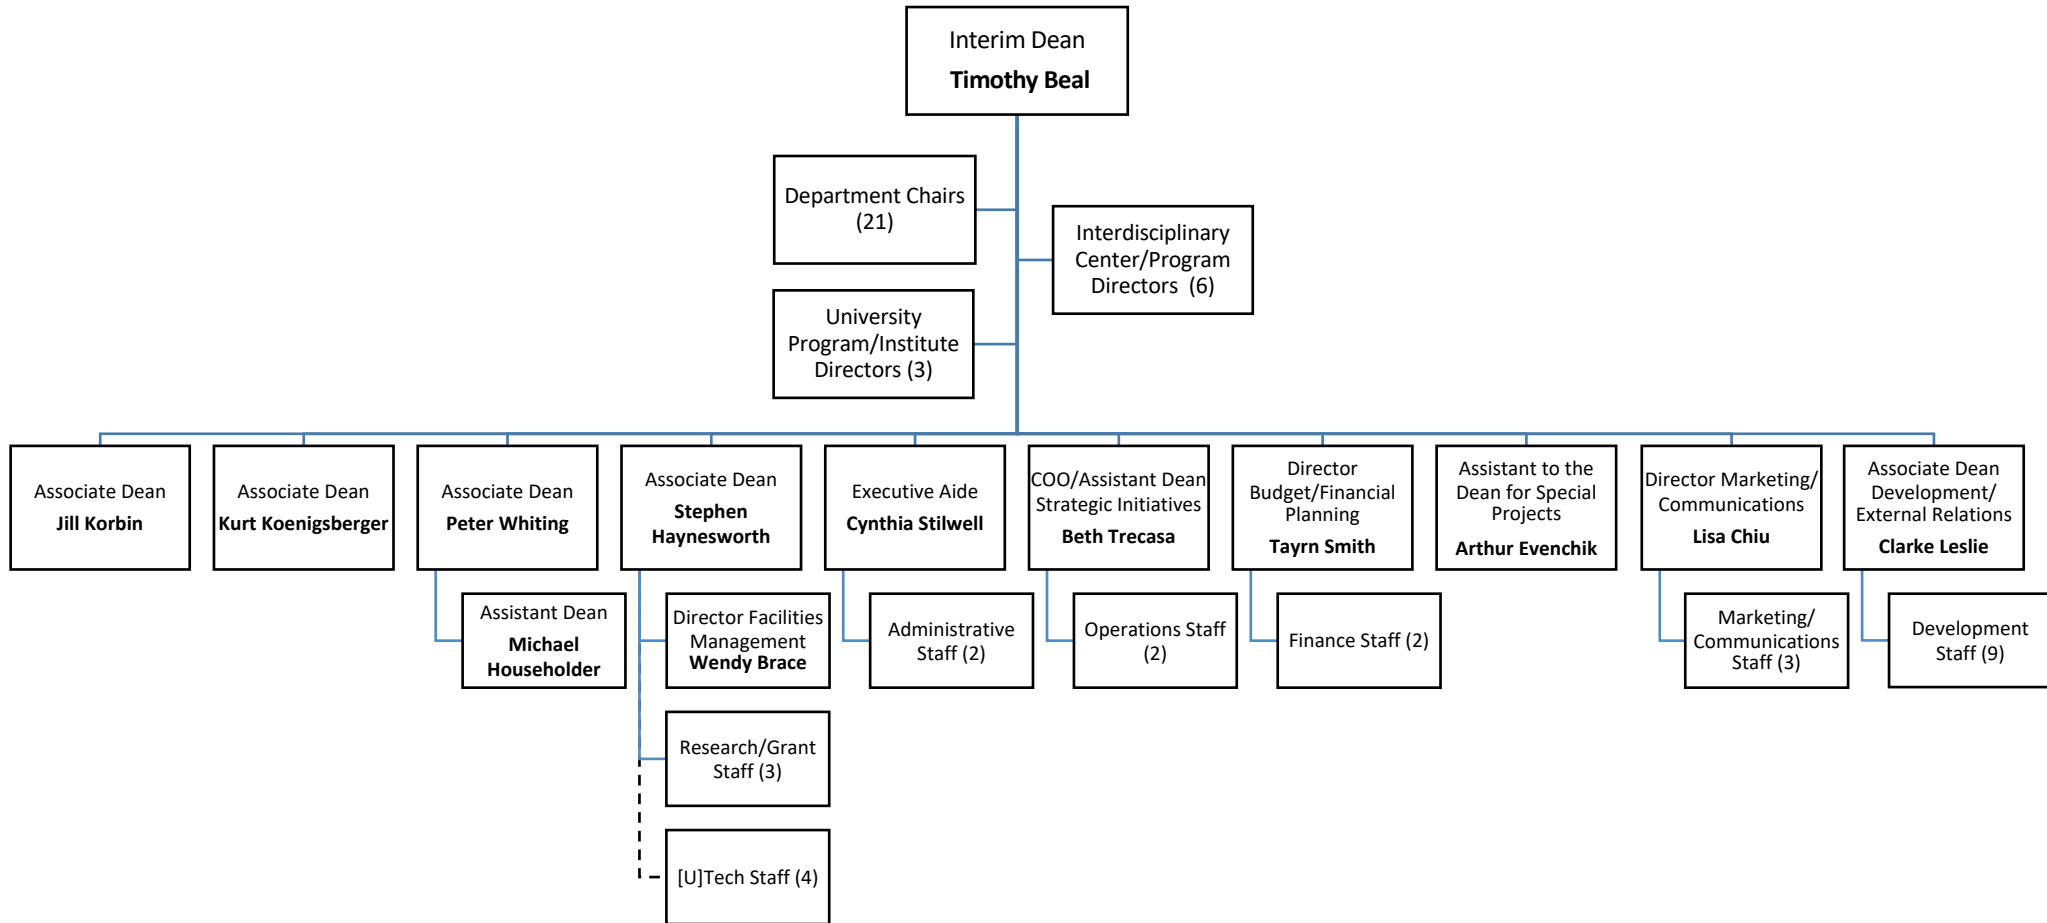 Interim Dean
Timothy Beal
Department Chairs
(21)
Interdisciplinary
Center/Program
Directors (6)
University
Program/Institute
Directors (3)
Associate Dean
Jill Korbin
Associate Dean
Kurt Koenigsberger
Associate Dean
Peter Whiting
Associate Dean
Stephen
Haynesworth
Executive Aide
Cynthia Stilwell
COO/Assistant Dean
Strategic Initiatives
Beth Trecasa
Director
Budget/Financial
Planning
Tayrn Smith
Assistant to the
Dean for Special
Projects
Arthur Evenchik
Director Marketing/
Communications
Lisa Chiu
Associate Dean
Development/
External Relations
Clarke Leslie
Assistant Dean
Michael
Householder
Director Facilities
Management
Wendy Brace
Administrative
Staff (2)
Operations Staff
(2)
Finance Staff (2)
Marketing/
Communications
Staff (3)
Development
Staff (9)
Research/Grant
Staff (3)
[U]Tech Staff (4)